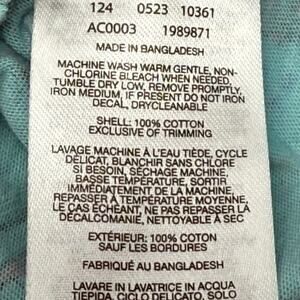 124 0523 10361
AC0003 1989871
MADE IN BANGLADESH
MACHINE WASH WARM GENTLE, NON-
CHLORINE BLEACH WHEN NEEDED,
TUMBLE DRY LOW, REMOVE PROMPTLY,
IRON MEDIUM, IF PRESENT DO NOT IRON
DECAL, DRYCLEANABLE
SHELL: 100% COTTON
EXCLUSIVE OF TRIMMING
LAVAGE MACHINE À L'EAU TIÈDE, CYCLE
DÉLICAT, BLANCHIR SANS CHLORE
SI BESOIN, SÉCHAGE MACHINE,
BASSE TEMPÉRATURE, SORTIR
IMMÉDIATEMENT DE LA MACHINE,
REPASSER À TEMPÉRATURE MOYENNE,
LE CAS ÉCHÉANT, NE PAS REPASSER LA
DÉCALCOMANIE, NETTOYABLE À SEC
EXTÉRIEUR: 100% COTON
SAUF LES BORDURES
FABRIQUÉ AU BANGLADESH
LAVARE IN LAVATRICE IN ACQUA
TIEPIDA, CICLO DELICATO, SOLO